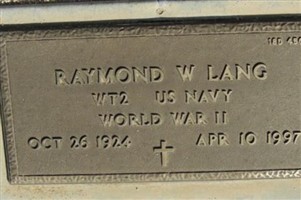 RAYMOND W LANG
WT2 US NAVY
WORLD WAR II
OCT 26 1924 APR 10 1997